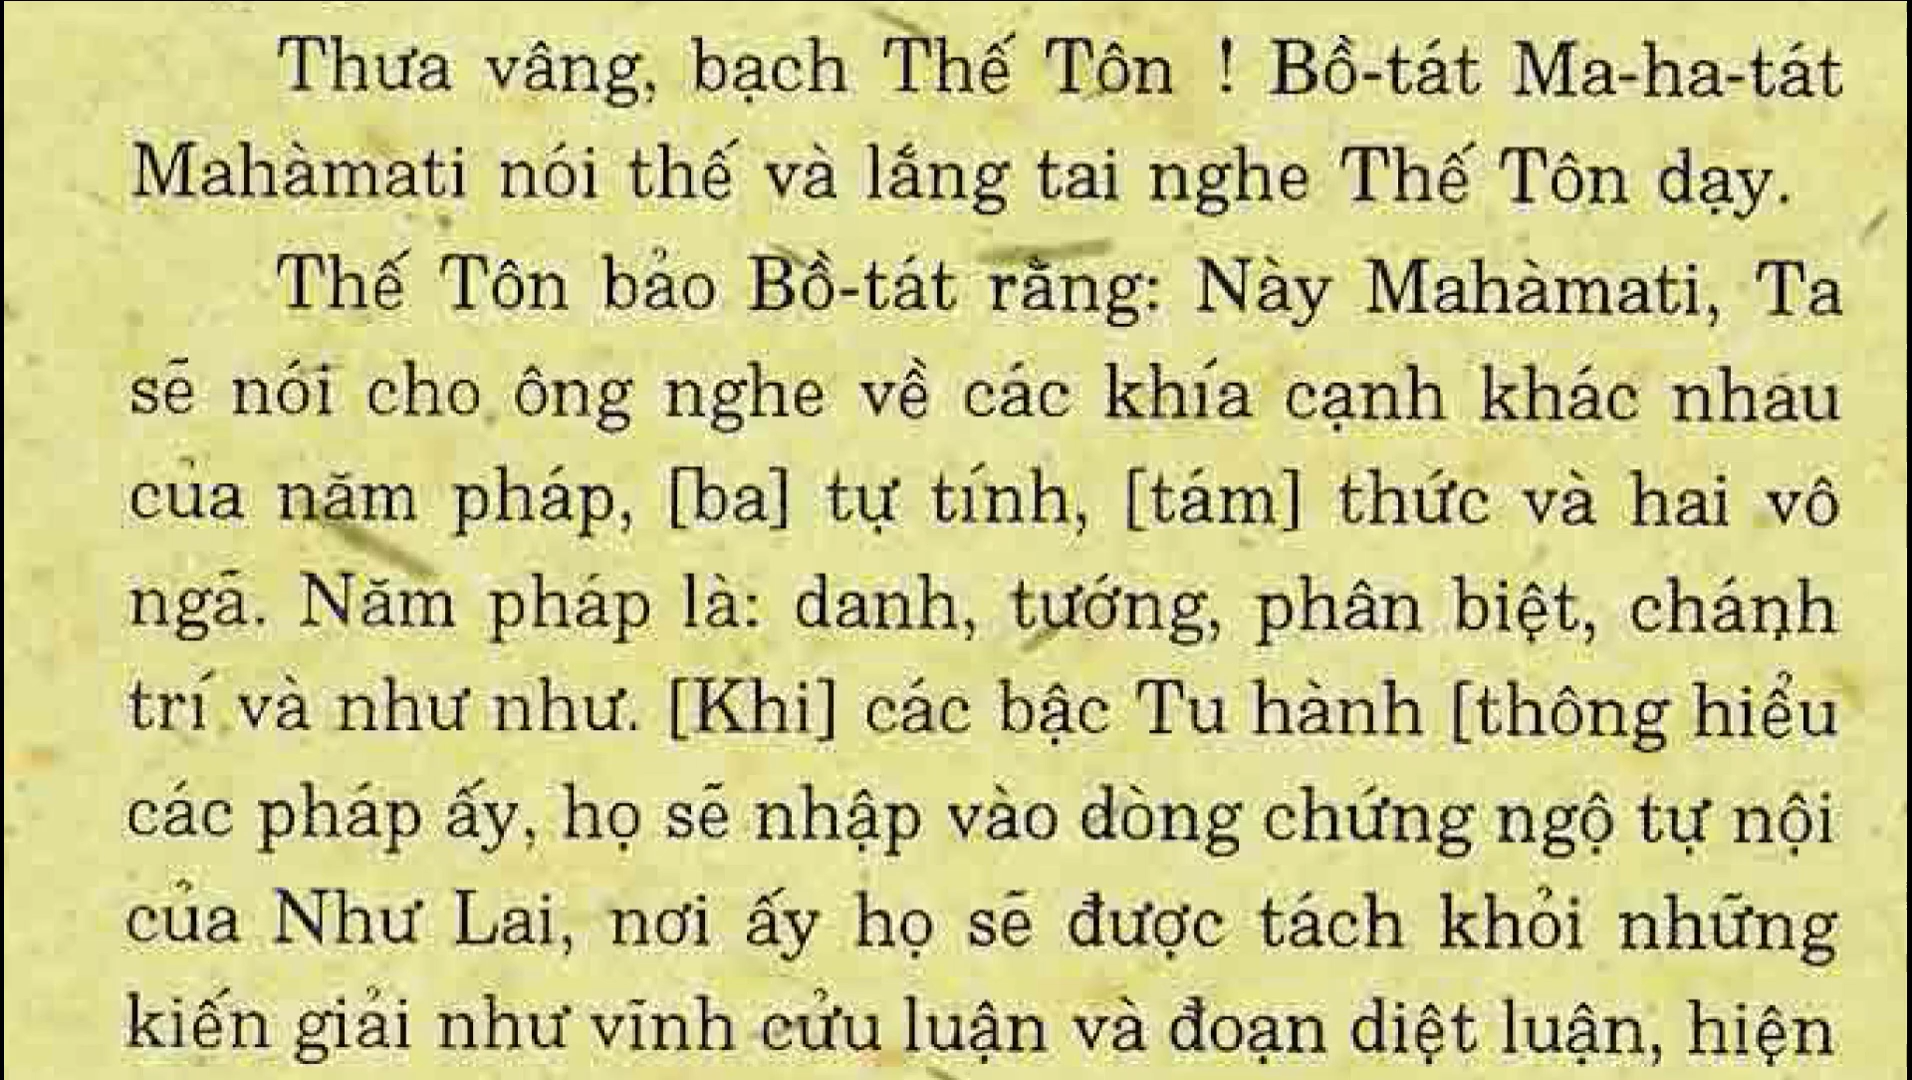 Thưa vâng, bạch Thế Tôn ! Bồ-tát Ma-ha-tát
Mahàmati nói thế và lắng tai nghe Thế Tôn dạy.
Thế Tôn bảo Bồ-tát rằng: Này Mahàmati, Ta
sẽ nói cho ông nghe về các khía cạnh khác nhau
của năm pháp, [ba] tự tính, [tám] thức và hai vô
ngã. Năm pháp là: danh, tướng, phân biệt, chánh
trí và như như. [Khi] các bậc Tu hành [thông hiểu
các pháp ấy, họ sẽ nhập vào dòng chứng ngộ tự nội
của Như Lai, nơi ấy họ sẽ được tách khỏi những
kiến giải như vĩnh cửu luận và đoạn diệt luận, hiện